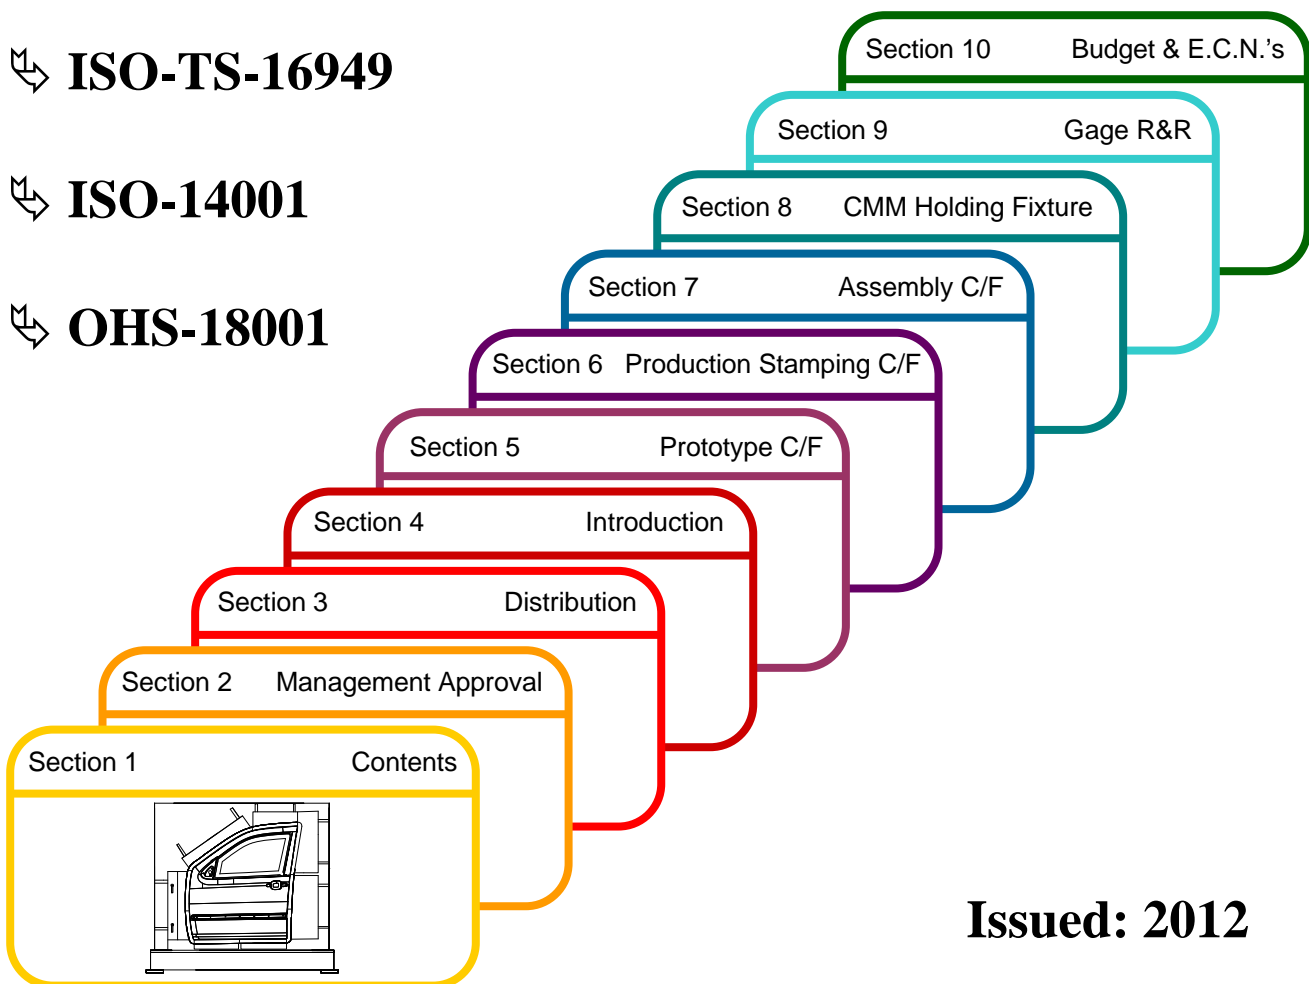 ISO-TS-16949
ISO-14001
OHS-18001
Section 10 Budget & E.C.N.'s
Section 9 Gage R&R
Section 8 CMM Holding Fixture
Section 7 Assembly C/F
Section 6 Production Stamping C/F
Section 5 Prototype C/F
Section 4 Introduction
Section 3 Distribution
Section 2 Management Approval
Section 1 Contents
Issued: 2012